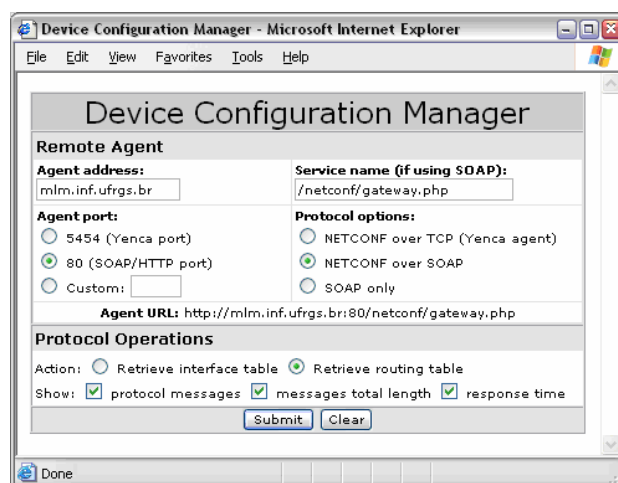 Device Configuration Manager - Microsoft Internet Explorer
File Edit View Favorites Tools Help
Device Configuration Manager
Remote Agent
Agent address: Service name (if using SOAP):
mlm.inf.ufrgs.br /netconf/gateway.php
Agent port: Protocol options:
5454 (Yenca port) NETCONF over TCP (Yenca agent)
80 (SOAP/HTTP port) NETCONF over SOAP
Custom: SOAP only
Agent URL: http://mlm.inf.ufrgs.br:80/netconf/gateway.php
Protocol Operations
Action: Retrieve interface table Retrieve routing table
Show: protocol messages messages total length response time
Submit Clear
Done